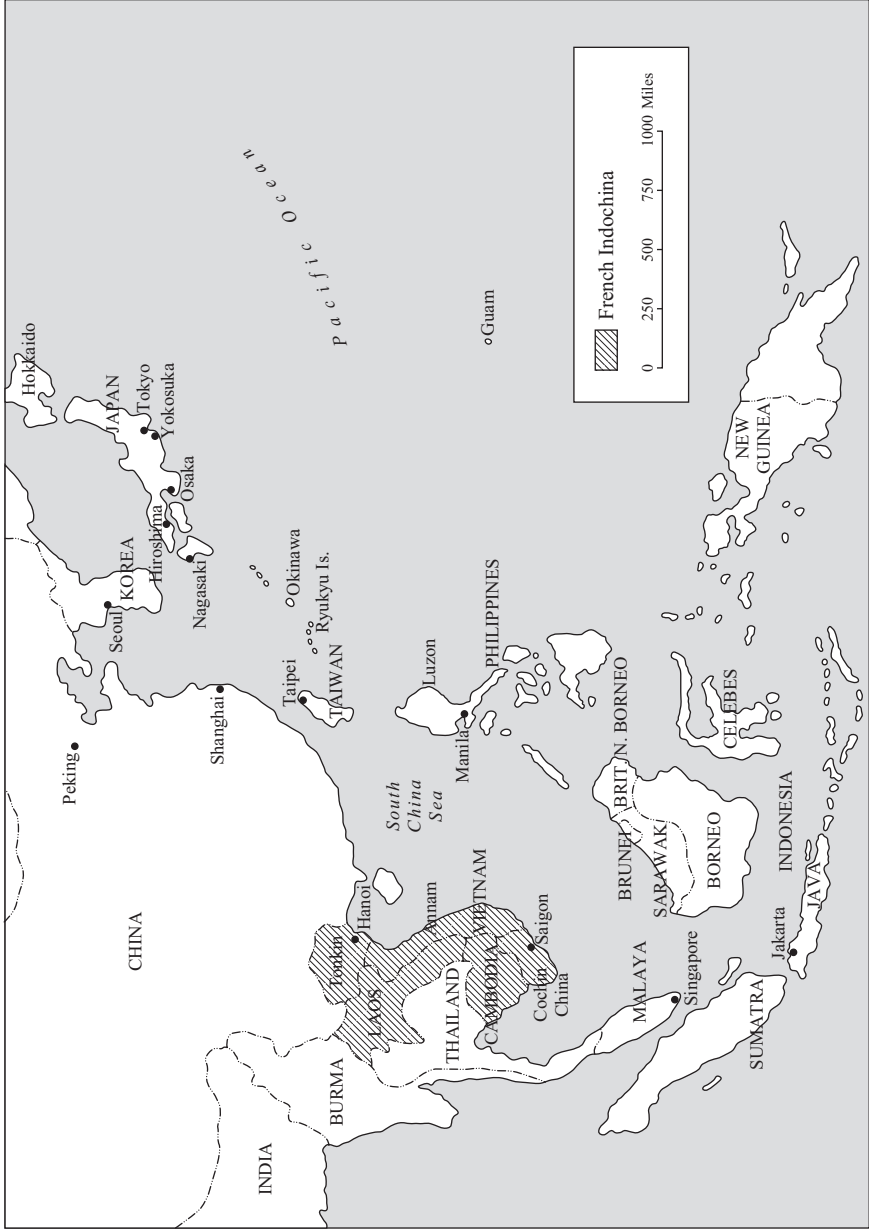 Hokkaido
JAPAN
Tokyo
Yokosuka
Osaka
Hiroshima
Nagasaki
KOREA
Seoul
Peking
Shanghai
CHINA
Pacific Ocean
Okinawa
Ryukyu Is.
Taipei
TAIWAN
INDIA
BURMA
Tonkin
Hanoi
LAOS
Annam
THAILAND
VIETNAM
CAMBODIA
Saigon
Cochin
China
South
China
Sea
Luzon
Manila
PHILIPPINES
Guam
MALAYA
Singapore
BRUNEI
BRIT. N. BORNEO
SARAWAK
BORNEO
CELEBES
SUMATRA
Jakarta
INDONESIA
JAVA
NEW
GUINEA
French Indochina
0 250 500 750 1000 Miles